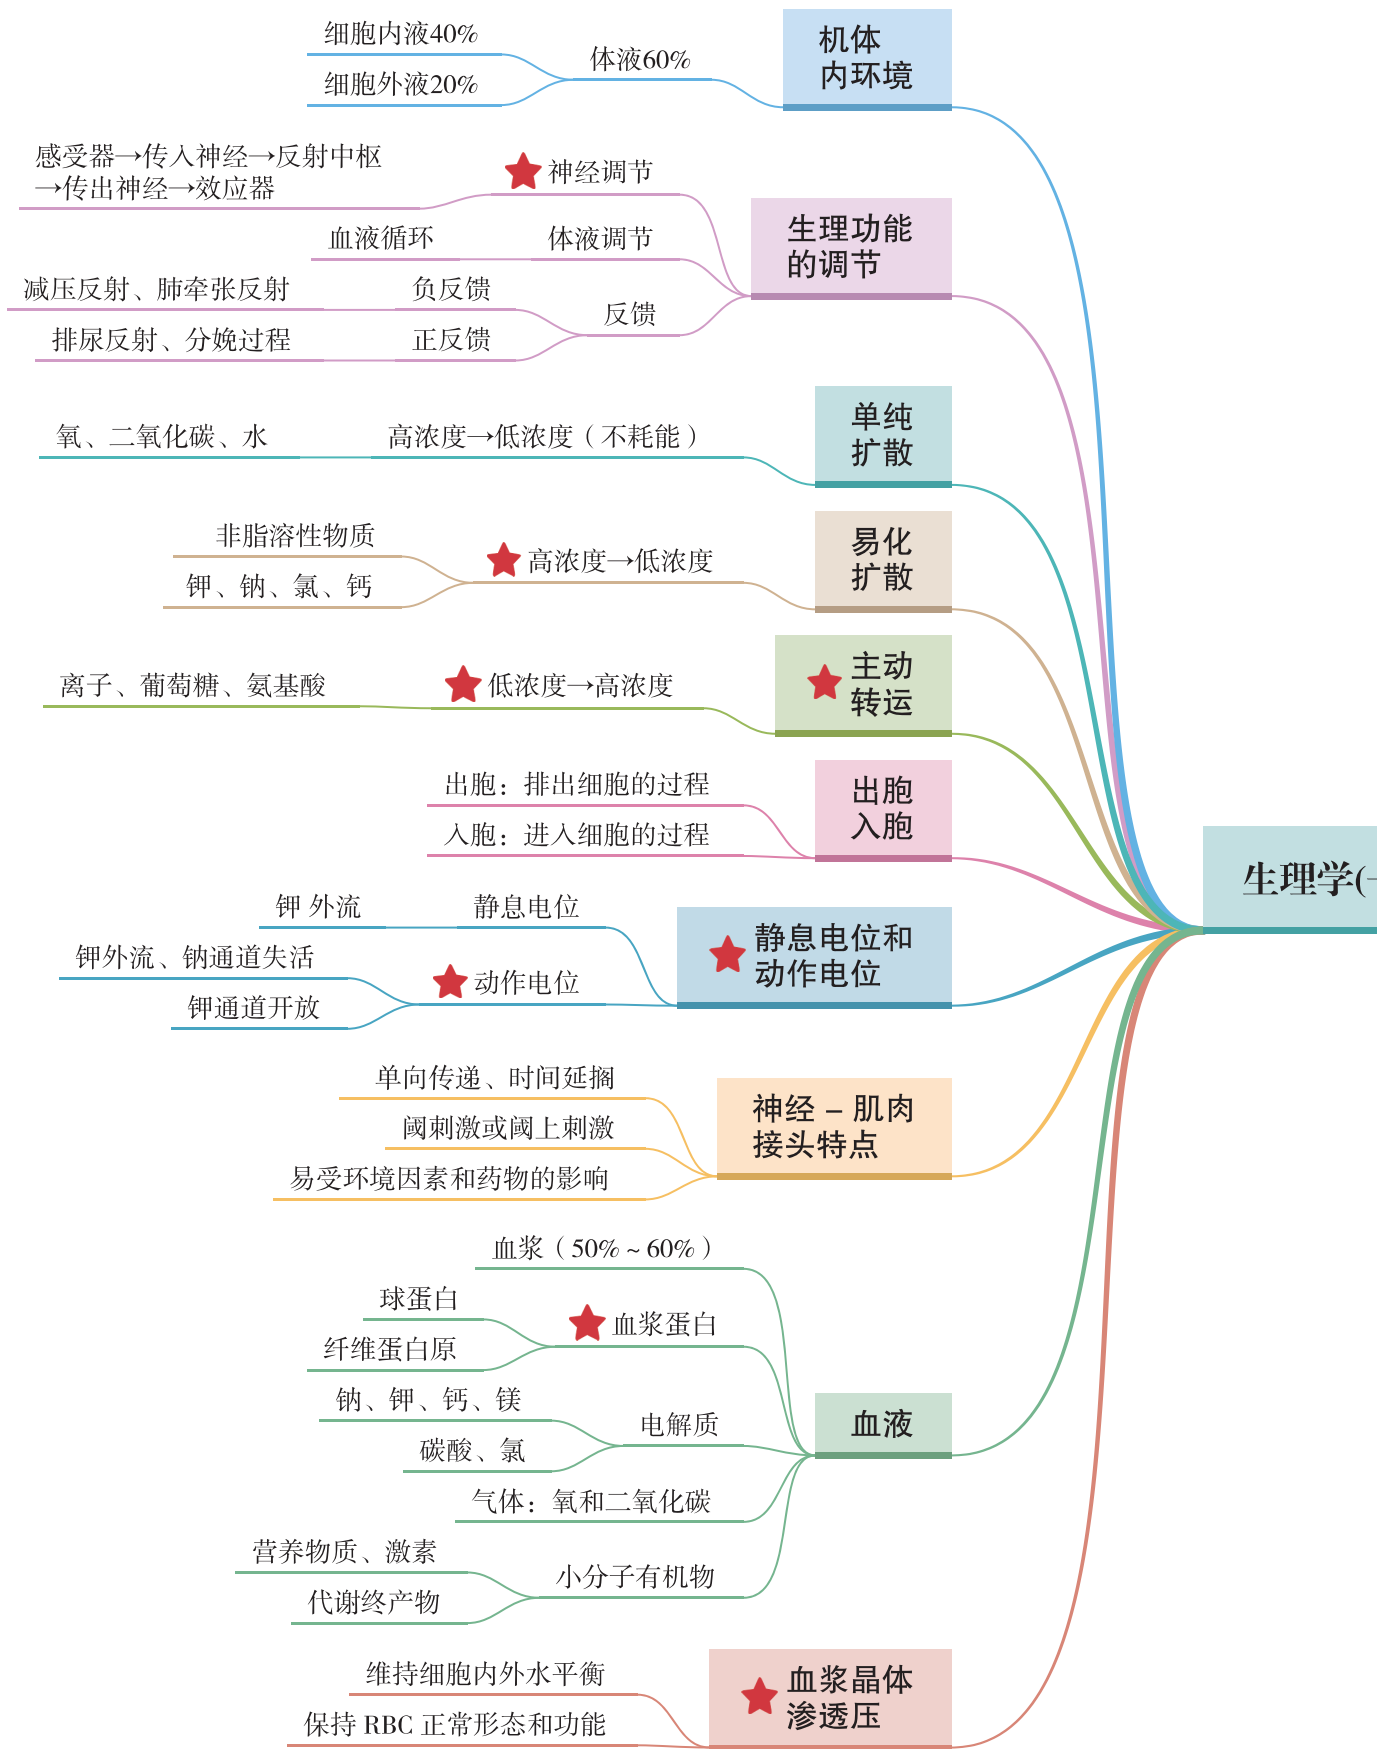 机体
内环境
体液60%
细胞内液40%
细胞外液20%
生理功能
的调节
神经调节
感受器→传入神经→反射中枢
→传出神经→效应器
体液调节
血液循环
反馈
负反馈
减压反射、肺牵张反射
正反馈
排尿反射、分娩过程
单纯
扩散
高浓度→低浓度（不耗能）
氧、二氧化碳、水
易化
扩散
高浓度→低浓度
非脂溶性物质
钾、钠、氯、钙
主动
转运
低浓度→高浓度
离子、葡萄糖、氨基酸
出胞
入胞
出胞：排出细胞的过程
入胞：进入细胞的过程
静息电位和
动作电位
静息电位
钾 外流
动作电位
钾外流、钠通道失活
钾通道开放
神经–肌肉
接头特点
单向传递、时间延搁
阈刺激或阈上刺激
易受环境因素和药物的影响
血液
血浆（50%~60%）
血浆蛋白
球蛋白
纤维蛋白原
电解质
钠、钾、钙、镁
碳酸、氯
气体：氧和二氧化碳
小分子有机物
营养物质、激素
代谢终产物
血浆晶体
渗透压
维持细胞内外水平衡
保持 RBC 正常形态和功能
生理学(